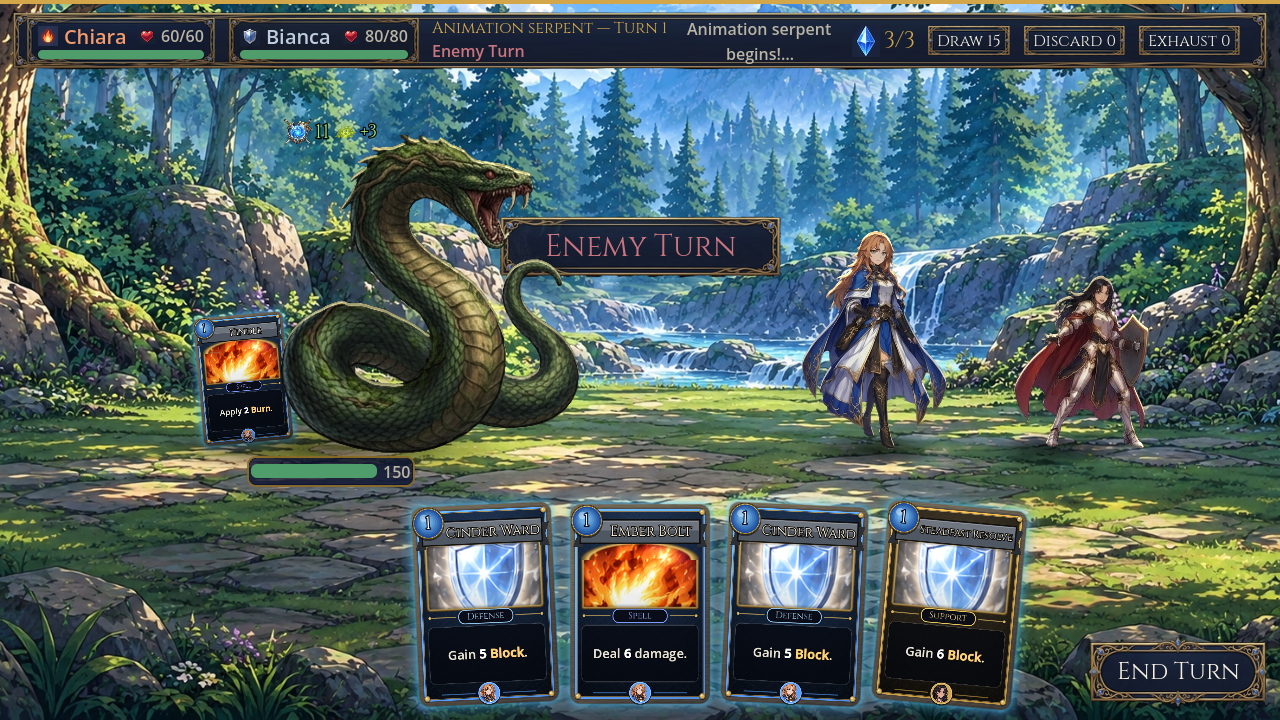 Chiara 60/60
Bianca 80/80
Animation serpent — Turn 1
Enemy Turn
Animation serpent
begins!...
3/3
Draw 15
Discard 0
Exhaust 0
11 +3
Enemy Turn
1
Apply 2 Burn.
150
1 Cinder Ward
Defense
Gain 5 Block.
1 Ember Bolt
Spell
Deal 6 damage.
1 Cinder Ward
Defense
Gain 5 Block.
1 Steadfast Resolve
Support
Gain 6 Block.
End Turn